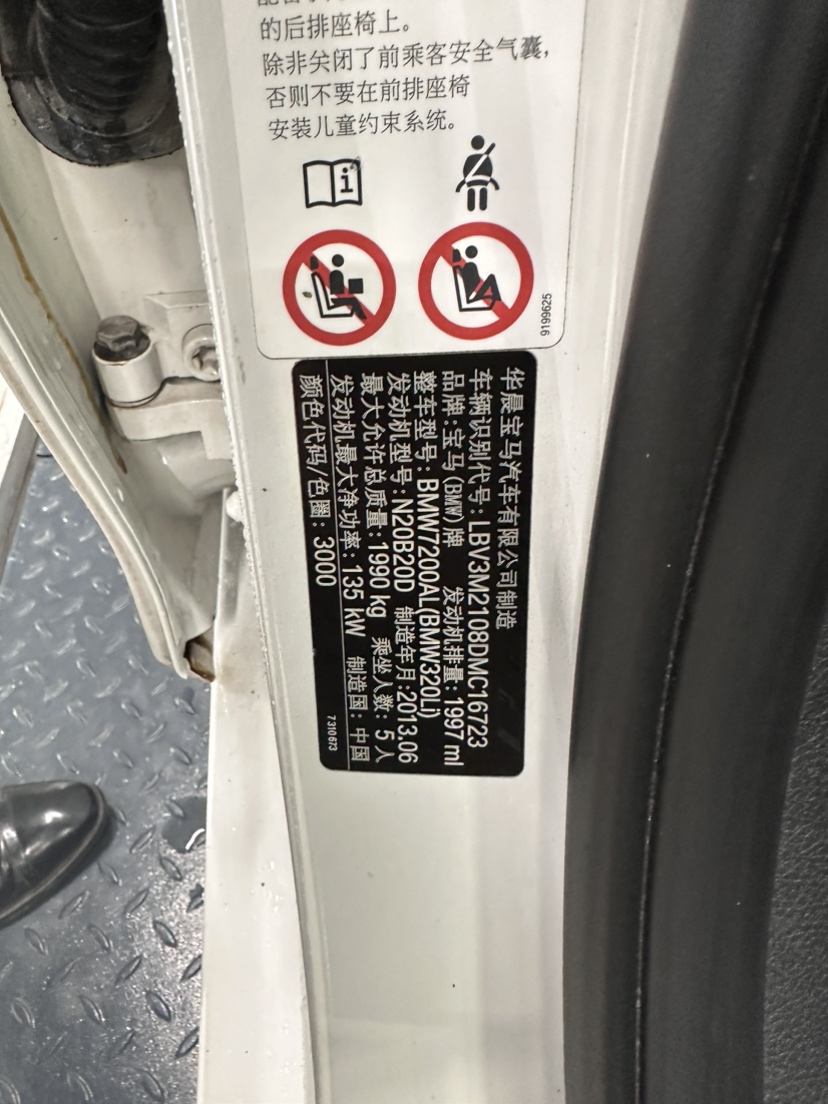 的后排座椅上。
除非关闭了前乘客安全气囊，
否则不要在前排座椅
安装儿童约束系统。
9199625
华晨宝马汽车有限公司制造
车辆识别代号：LBV3M2108DMC16723
品牌：宝马(BMW)牌 发动机排量：1997 ml
整车型号：BMW7200AL(BMW320Li)
发动机型号：N20B20D 制造年月：2013.06
最大允许总质量：1990 kg 乘坐人数：5人
发动机最大净功率：135 kW 制造国：中国
颜色代码/色圈：3000
7310673